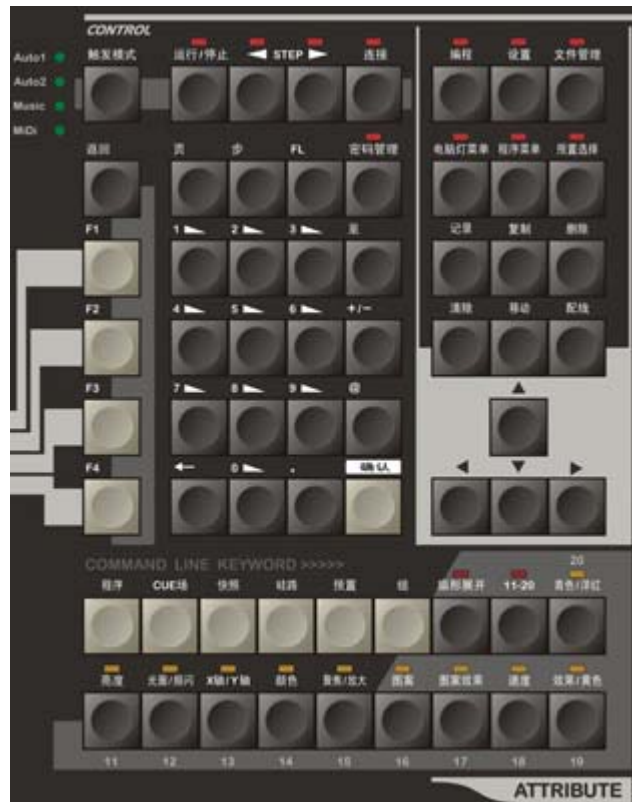 CONTROL
Auto1
触发模式 运行/停止 STEP 连接 编程 设置 文件管理
Auto2
Music
MiDi
返回 页 步 FL 密码管理 电脑灯菜单 程序菜单 预置选择
F1 1 2 3 至 记录 复制 删除
F2 4 5 6 +/- 清除 移动 配线
F3 7 8 9 @ ▲
F4 ← 0 . 确认 ◀ ▼ ▶
COMMAND LINE KEYWORD >>>>> 20
程序 CUE场 快照 硅路 预置 组 扇形展开 11-20 青色/洋红
亮度 光圈/频闪 X轴/Y轴 颜色 聚焦/放大 图案 图案效果 速度 效果/黄色
11 12 13 14 15 16 17 18 19
ATTRIBUTE